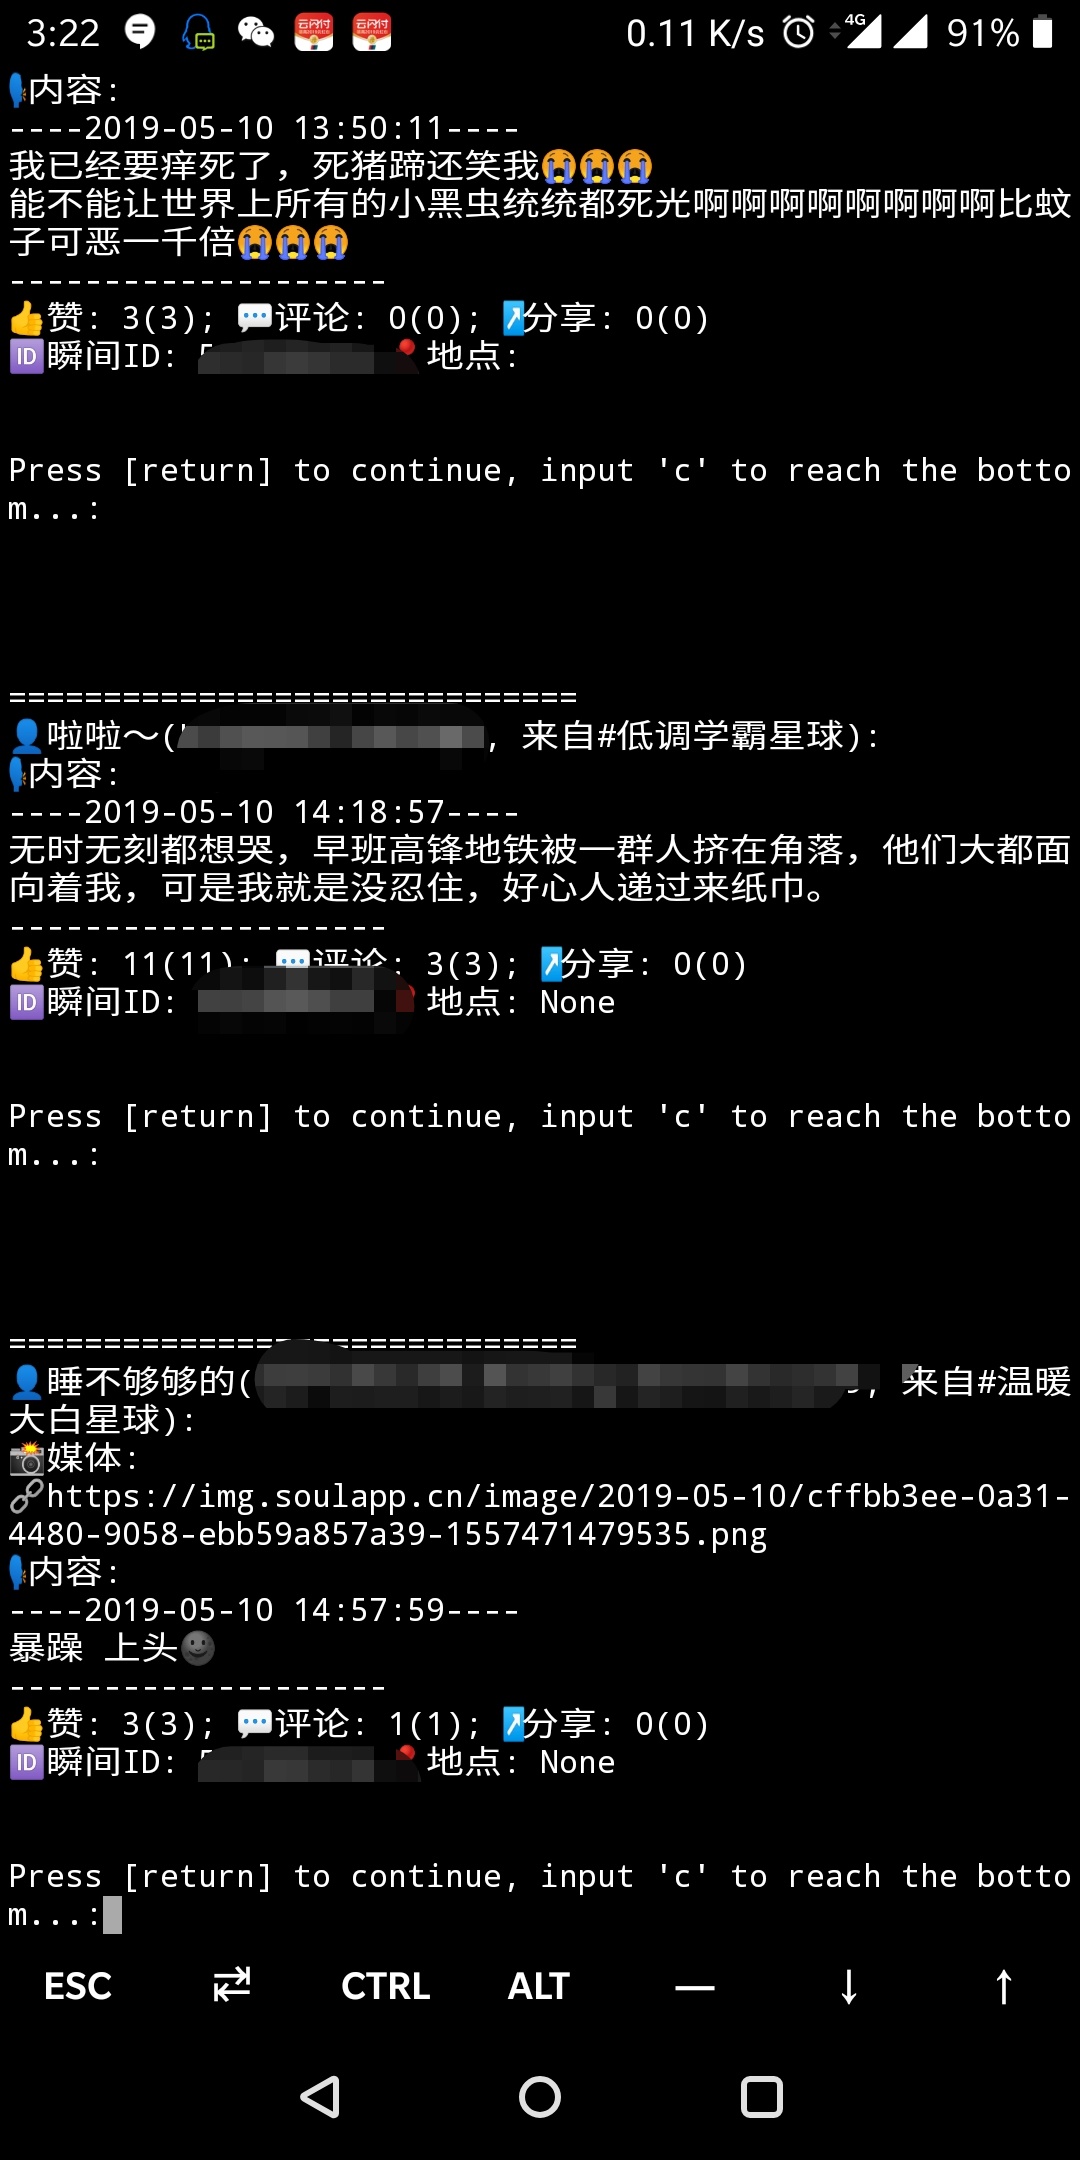 3:22 0.11 K/s 4G 91%
内容:
----2019-05-10 13:50:11----
我已经要痒死了，死猪蹄还笑我😭😭😭
能不能让世界上所有的小黑虫统统都死光啊啊啊啊啊啊啊啊比蚊
子可恶一千倍😭😭😭
--------------------
👍赞: 3(3); 💬评论: 0(0); ↗分享: 0(0)
🆔瞬间ID: 📍地点:
Press [return] to continue, input 'c' to reach the botto
m...:
==============================
👤啦啦～(, 来自#低调学霸星球):
内容:
----2019-05-10 14:18:57----
无时无刻都想哭，早班高锋地铁被一群人挤在角落，他们大都面
向着我，可是我就是没忍住，好心人递过来纸巾。
--------------------
👍赞: 11(11); 💬评论: 3(3); ↗分享: 0(0)
🆔瞬间ID: 📍地点: None
Press [return] to continue, input 'c' to reach the botto
m...:
==============================
👤睡不够够的(, 来自#温暖
大白星球):
📸媒体:
🔗https://img.soulapp.cn/image/2019-05-10/cffbb3ee-0a31-
4480-9058-ebb59a857a39-1557471479535.png
内容:
----2019-05-10 14:57:59----
暴躁 上头🌚
--------------------
👍赞: 3(3); 💬评论: 1(1); ↗分享: 0(0)
🆔瞬间ID: 📍地点: None
Press [return] to continue, input 'c' to reach the botto
m...:
ESC ⇄ CTRL ALT — ↓ ↑